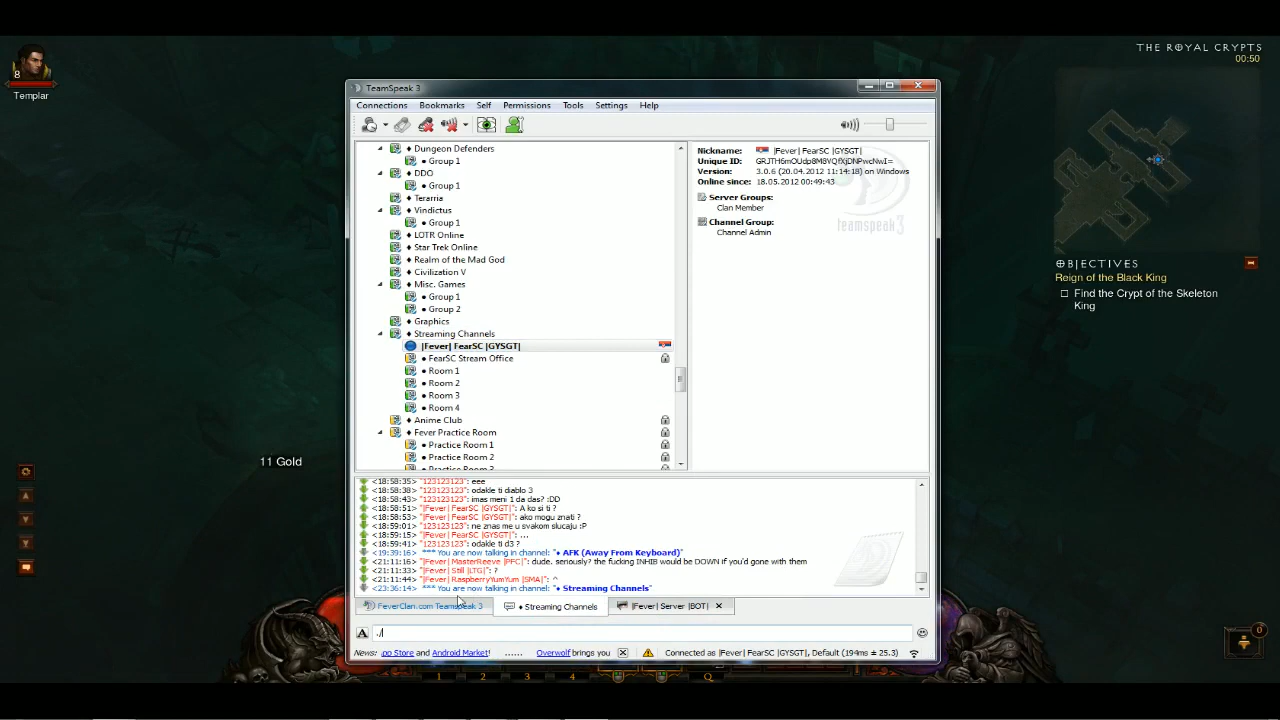 THE ROYAL CRYPTS
00:50
8
Templar
TeamSpeak 3
Connections Bookmarks Self Permissions Tools Settings Help
♦ Dungeon Defenders
• Group 1
♦ DDO
• Group 1
♦ Terarria
♦ Vindictus
• Group 1
♦ LOTR Online
♦ Star Trek Online
♦ Realm of the Mad God
♦ Civilization V
♦ Misc. Games
• Group 1
• Group 2
♦ Graphics
♦ Streaming Channels
|Fever| FearSC |GYSGT|
• FearSC Stream Office
• Room 1
• Room 2
• Room 3
• Room 4
♦ Anime Club
♦ Fever Practice Room
• Practice Room 1
• Practice Room 2
• Practice Room 3
Nickname: |Fever| FearSC |GYSGT|
Unique ID:
Version: 3.0.6 (20.04.2012 11:14:18) on Windows
Online since: 18.05.2012 00:49:43
Server Groups:
Clan Member
Channel Group:
Channel Admin
teamspeak 3
OBJECTIVES
Reign of the Black King
Find the Crypt of the Skeleton
King
11 Gold
<18:58:35> "123123123": eee
<18:58:38> "123123123": odakle ti diablo 3
<18:58:43> "123123123": imas meni 1 da das? :DD
<18:58:51> "|Fever| FearSC |GYSGT|": A ko si ti ?
<18:58:53> "|Fever| FearSC |GYSGT|": ako mogu znati ?
<18:59:01> "123123123": ne znas me u svakom slucaju :P
<18:59:15> "|Fever| FearSC |GYSGT|": ...
<18:59:41> "123123123": odakle ti d3 ?
<19:39:16> *** You are now talking in channel: "♦ AFK (Away From Keyboard)"
<21:11:16> "|Fever| MasterReeve |PFC|": dude. seriously? the fucking INHIB would be DOWN if you'd gone with them
<21:11:33> "|Fever| Still |LTG|": ?
<21:11:44> "|Fever| RaspberryYumYum |SMA|": ^
<23:36:14> *** You are now talking in channel: "♦ Streaming Channels"
FeverClan.com Teamspeak 3 ♦ Streaming Channels |Fever| Server |BOT|
A ./
News: pp Store and Android Market! ...... Overwolf brings you Connected as |Fever| FearSC |GYSGT|, Default (194ms ± 25.3)
0
1 2 3 4 Q